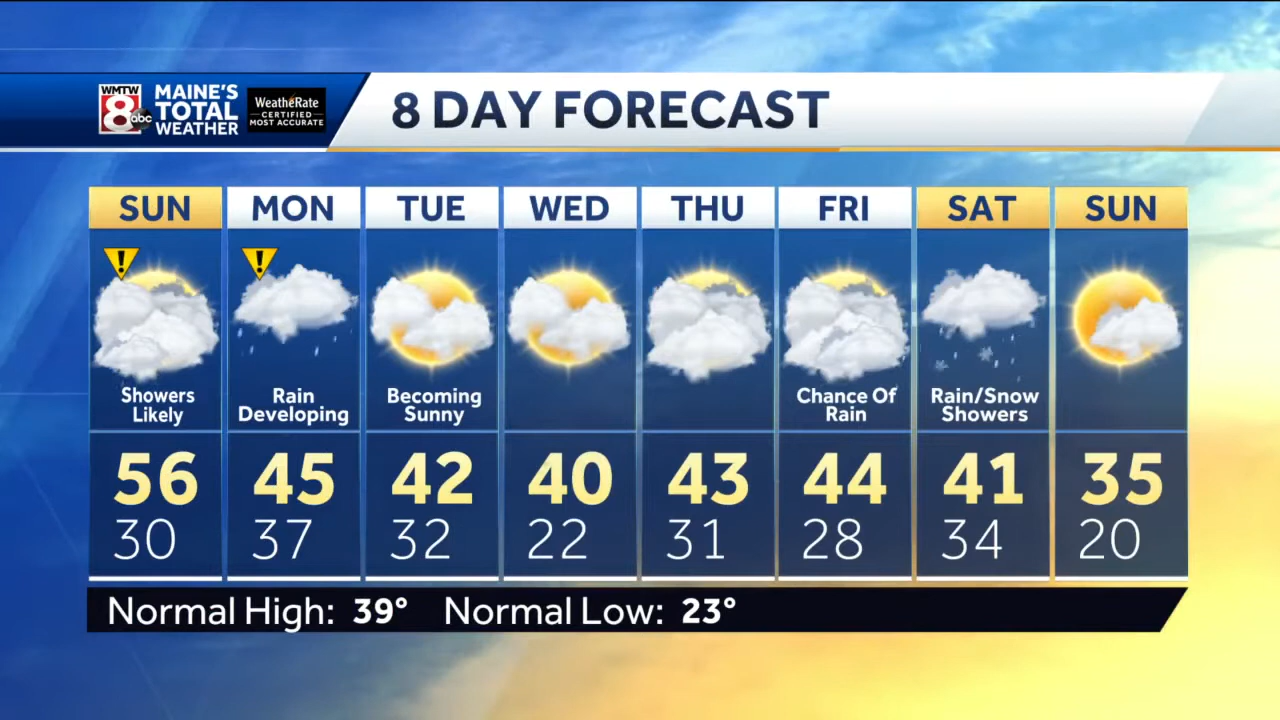 WMTW
8
abc
MAINE'S
TOTAL
WEATHER
WeatheRate
CERTIFIED
MOST ACCURATE
8 DAY FORECAST
SUN MON TUE WED THU FRI SAT SUN
! !
Showers
Likely
Rain
Developing
Becoming
Sunny
Chance Of
Rain
Rain/Snow
Showers
56 45 42 40 43 44 41 35
30 37 32 22 31 28 34 20
Normal High: 39° Normal Low: 23°